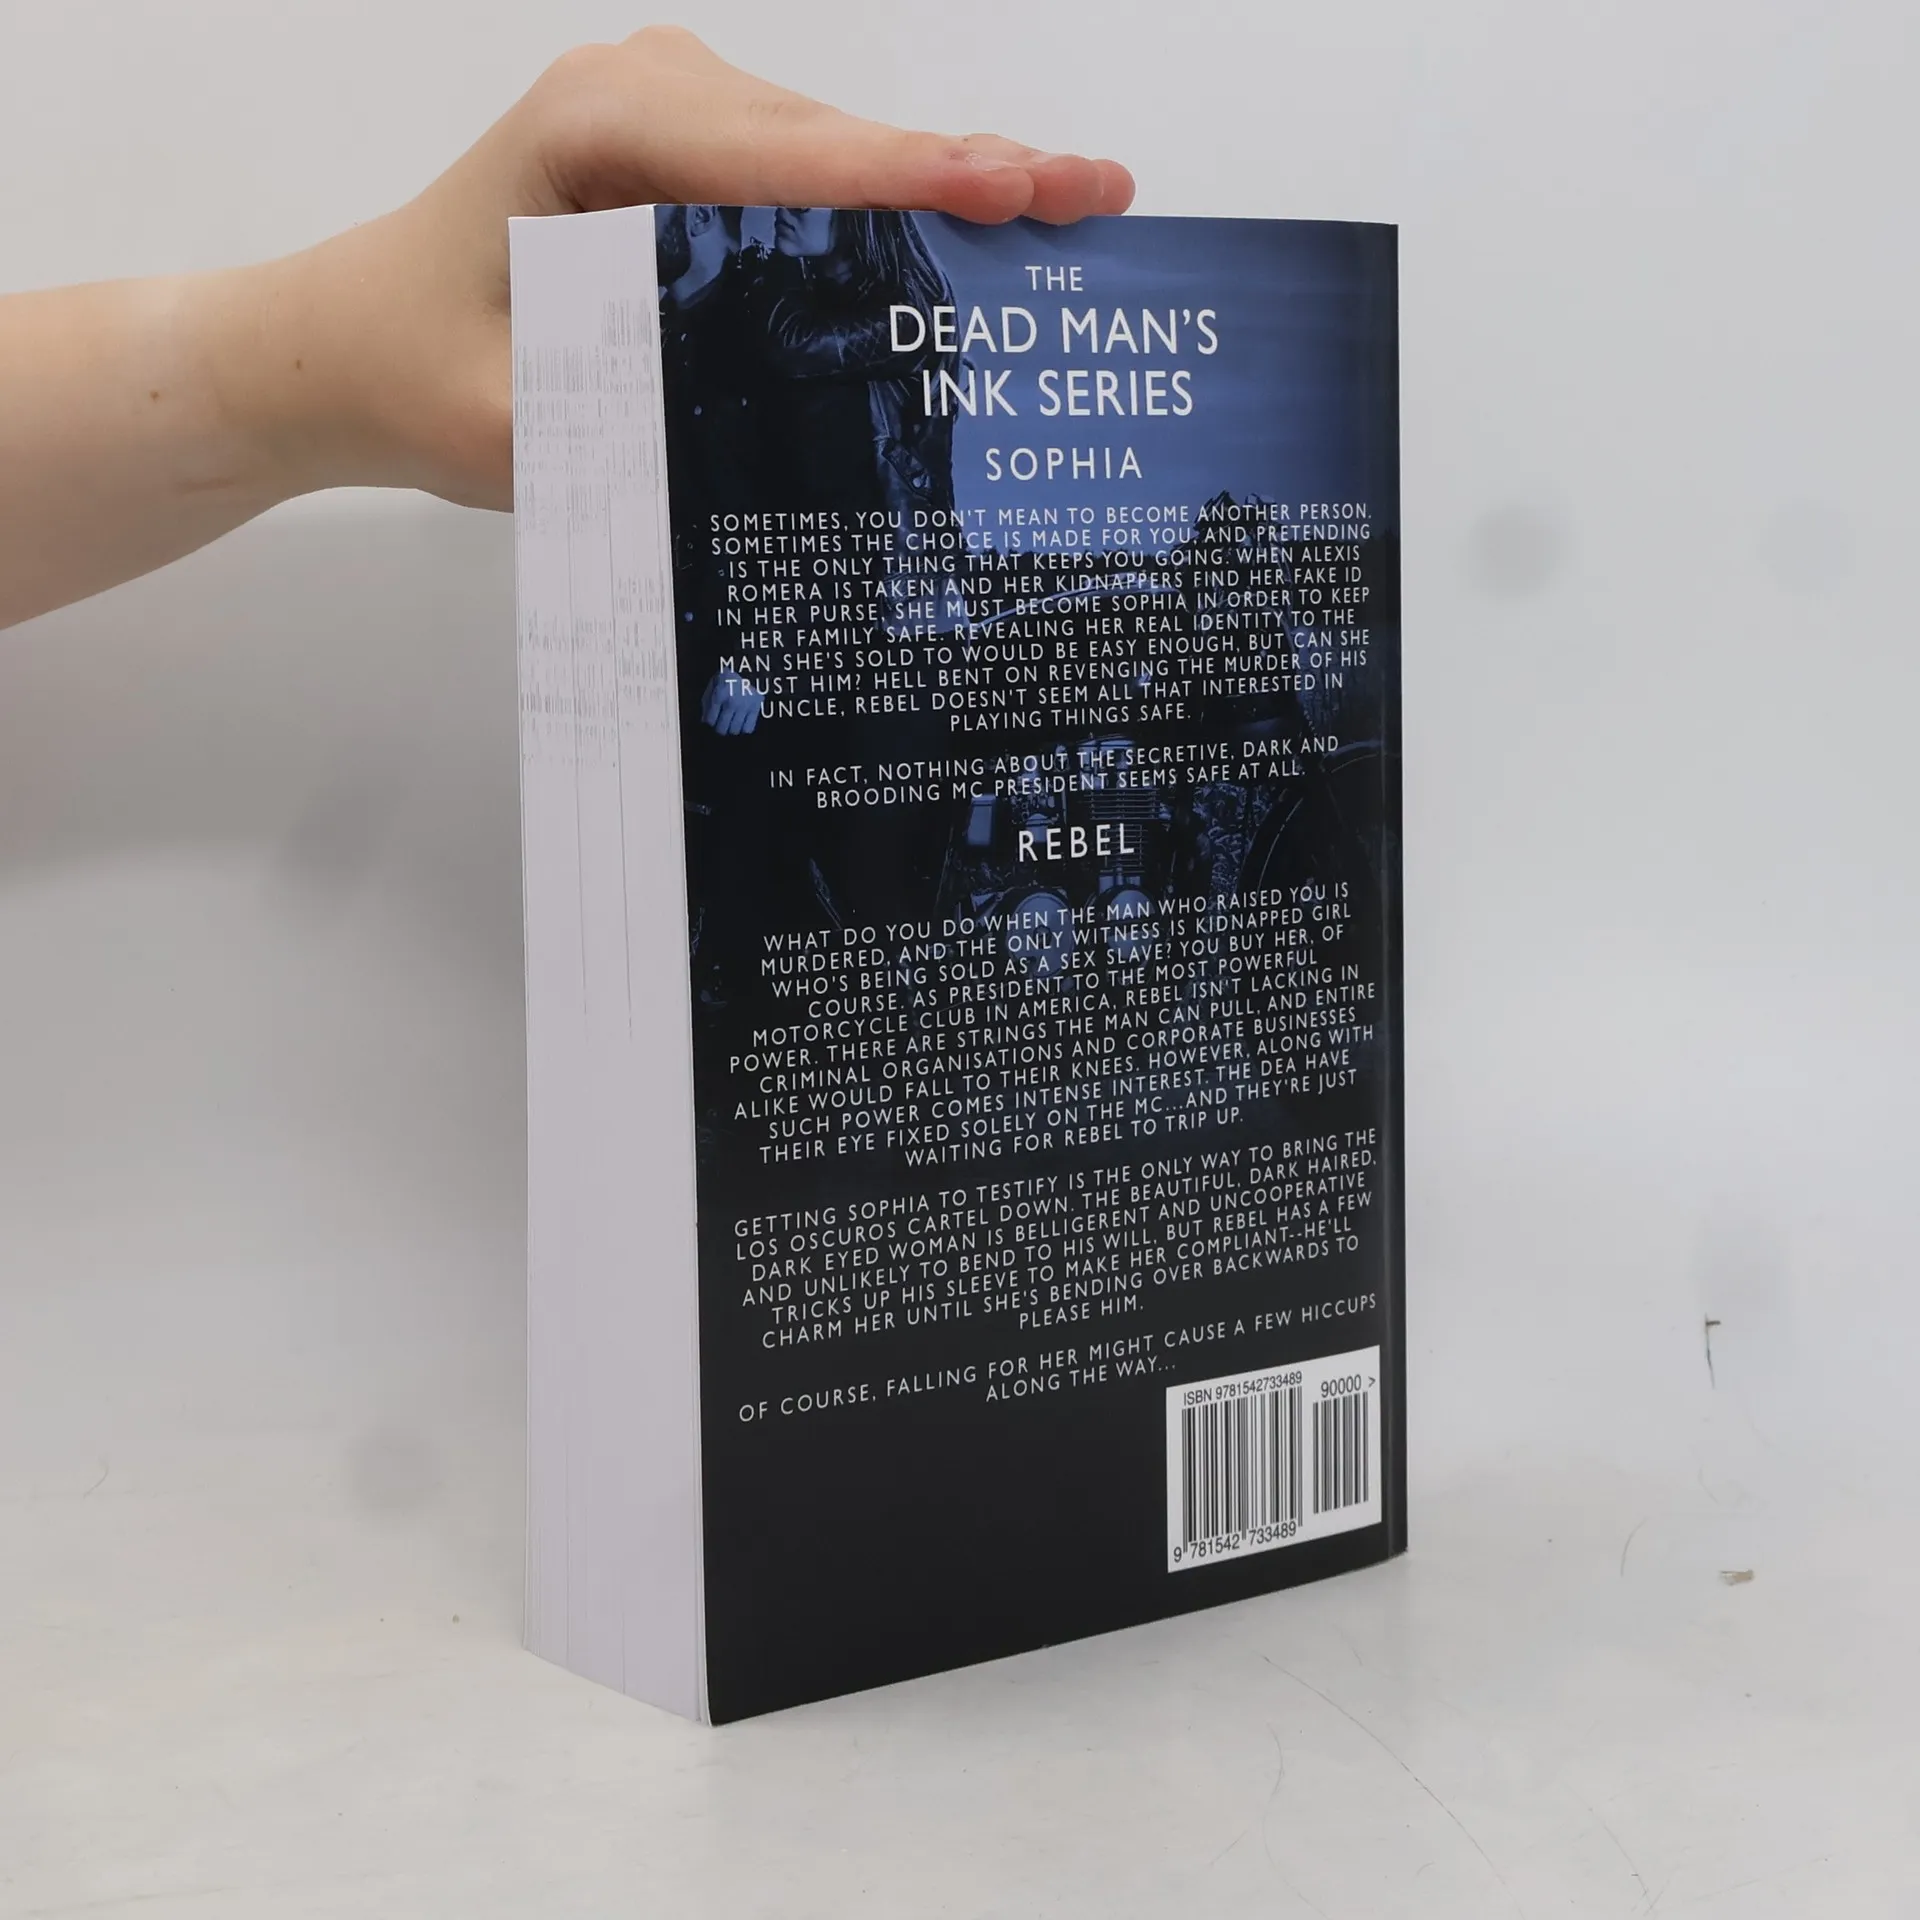 THE
DEAD MAN'S
INK SERIES
SOPHIA
SOMETIMES, YOU DON'T MEAN TO BECOME ANOTHER PERSON.
SOMETIMES THE CHOICE IS MADE FOR YOU, AND PRETENDING
IS THE ONLY THING THAT KEEPS YOU GOING. WHEN ALEXIS
ROMERA IS TAKEN AND HER KIDNAPPERS FIND HER FAKE ID
IN HER PURSE, SHE MUST BECOME SOPHIA IN ORDER TO KEEP
HER FAMILY SAFE. REVEALING HER REAL IDENTITY TO THE
MAN SHE'S SOLD TO WOULD BE EASY ENOUGH, BUT CAN SHE
TRUST HIM? HELL BENT ON REVENGING THE MURDER OF HIS
UNCLE, REBEL DOESN'T SEEM ALL THAT INTERESTED IN
PLAYING THINGS SAFE.
IN FACT, NOTHING ABOUT THE SECRETIVE, DARK AND
BROODING MC PRESIDENT SEEMS SAFE AT ALL.
REBEL
WHAT DO YOU DO WHEN THE MAN WHO RAISED YOU IS
MURDERED, AND THE ONLY WITNESS IS KIDNAPPED GIRL
WHO'S BEING SOLD AS A SEX SLAVE? YOU BUY HER, OF
COURSE. AS PRESIDENT TO THE MOST POWERFUL
MOTORCYCLE CLUB IN AMERICA, REBEL ISN'T LACKING IN
POWER. THERE ARE STRINGS THE MAN CAN PULL, AND ENTIRE
CRIMINAL ORGANISATIONS AND CORPORATE BUSINESSES
ALIKE WOULD FALL TO THEIR KNEES. HOWEVER, ALONG WITH
SUCH POWER COMES INTENSE INTEREST. THE DEA HAVE
THEIR EYE FIXED SOLELY ON THE MC...AND THEY'RE JUST
WAITING FOR REBEL TO TRIP UP.
GETTING SOPHIA TO TESTIFY IS THE ONLY WAY TO BRING THE
LOS OSCUROS CARTEL DOWN. THE BEAUTIFUL, DARK HAIRED,
DARK EYED WOMAN IS BELLIGERENT AND UNCOOPERATIVE
AND UNLIKELY TO BEND TO HIS WILL, BUT REBEL HAS A FEW
TRICKS UP HIS SLEEVE TO MAKE HER COMPLIANT--HE'LL
CHARM HER UNTIL SHE'S BENDING OVER BACKWARDS TO
PLEASE HIM.
OF COURSE, FALLING FOR HER MIGHT CAUSE A FEW HICCUPS
ALONG THE WAY...
ISBN 9781542733489
90000 >
9 781542 733489